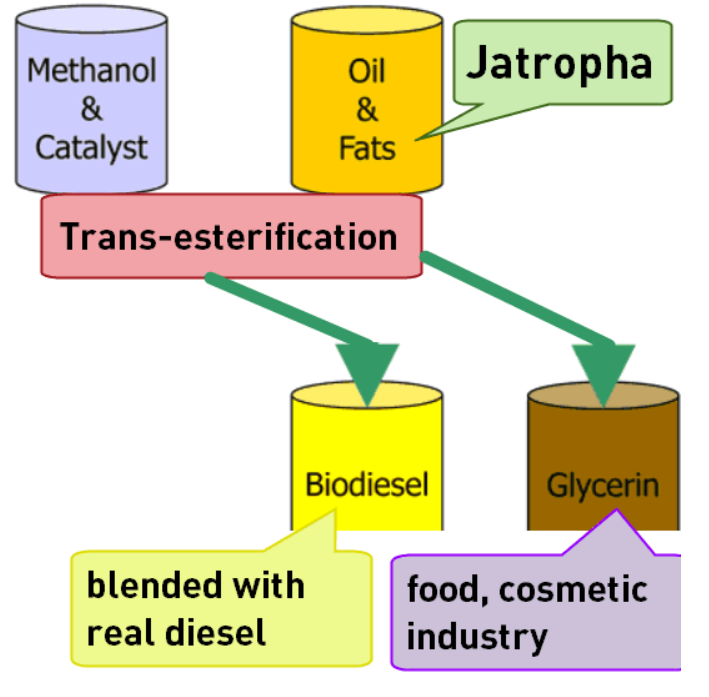 Methanol
&
Catalyst
Oil
&
Fats
Jatropha
Trans-esterification
Biodiesel
Glycerin
blended with
real diesel
food, cosmetic
industry